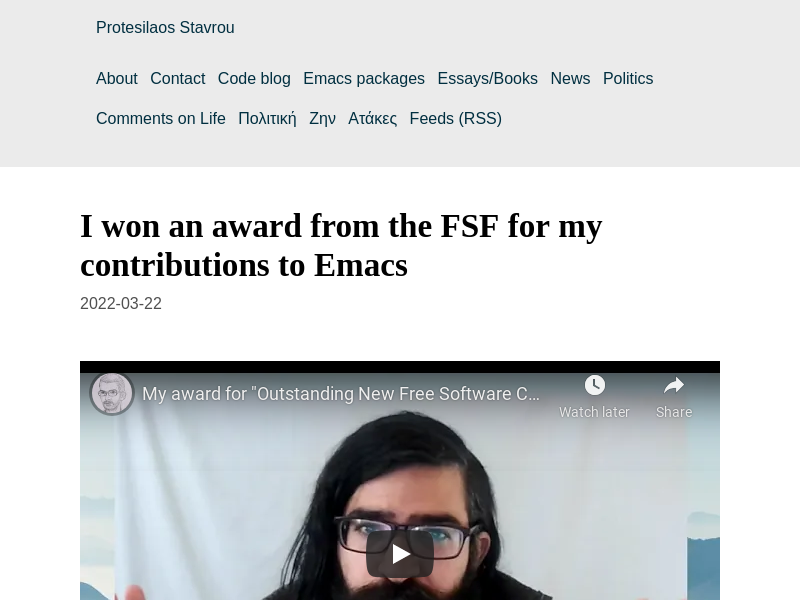 Protesilaos Stavrou
About Contact Code blog Emacs packages Essays/Books News Politics
Comments on Life Πολιτική Ζην Ατάκες Feeds (RSS)
I won an award from the FSF for my
contributions to Emacs
2022-03-22
My award for "Outstanding New Free Software C...
Watch later Share